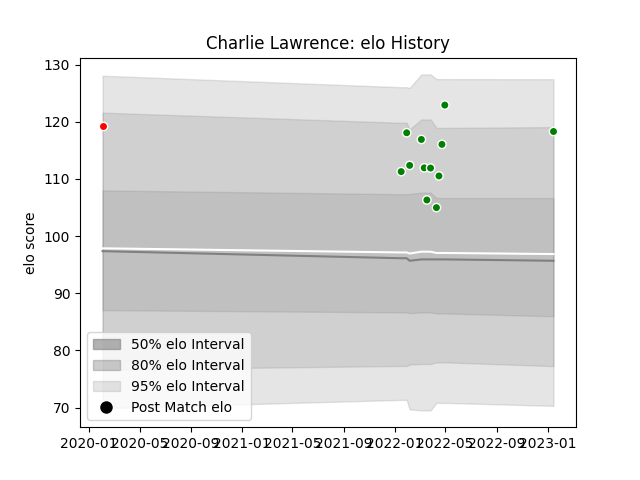 Charlie Lawrence: elo History
130
120
110
100
90
80
70
elo score
50% elo Interval
80% elo Interval
95% elo Interval
Post Match elo
2020-01 2020-05 2020-09 2021-01 2021-05 2021-09 2022-01 2022-05 2022-09 2023-01